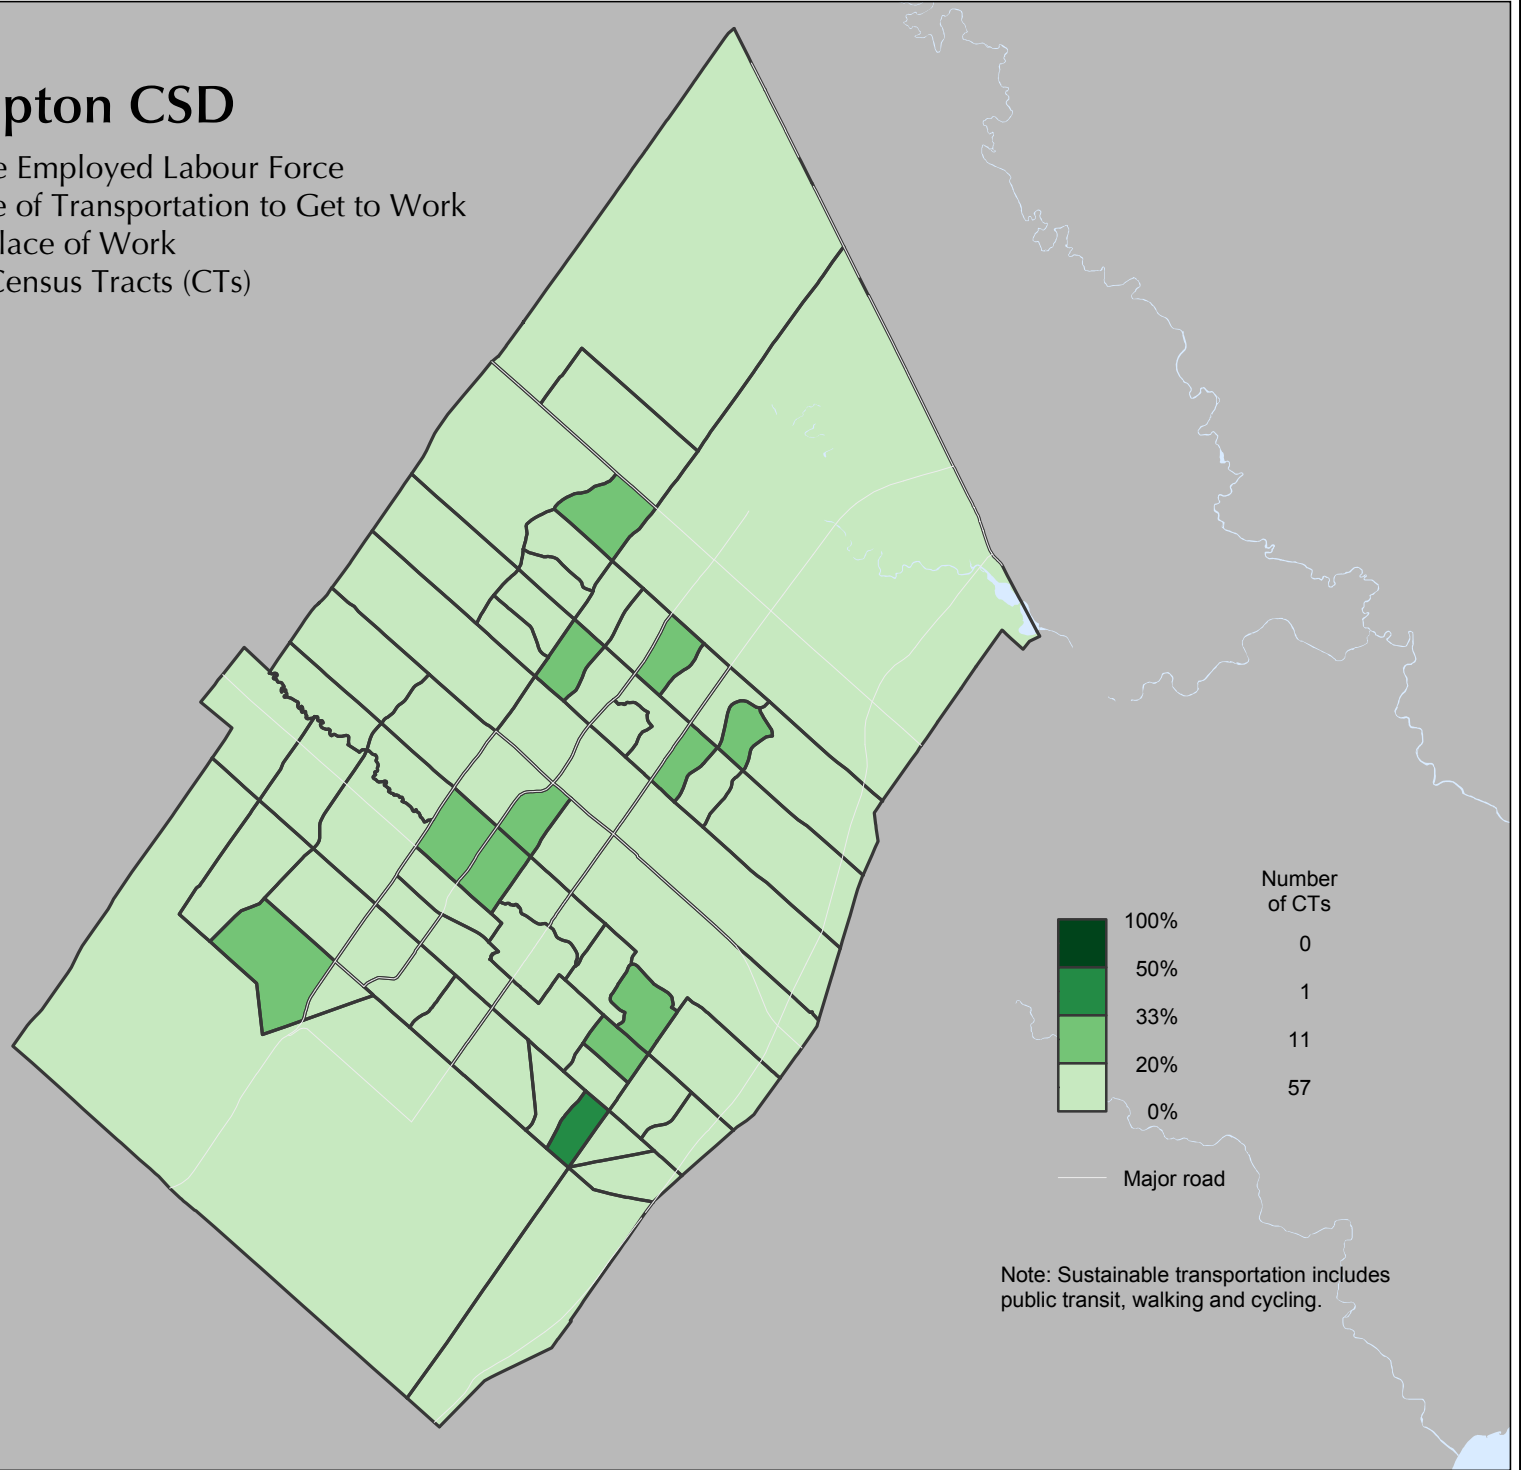 pton CSD
e Employed Labour Force
e of Transportation to Get to Work
lace of Work
Census Tracts (CTs)
Number
of CTs
100%
0
50%
1
33%
11
20%
57
0%
Major road
Note: Sustainable transportation includes
public transit, walking and cycling.